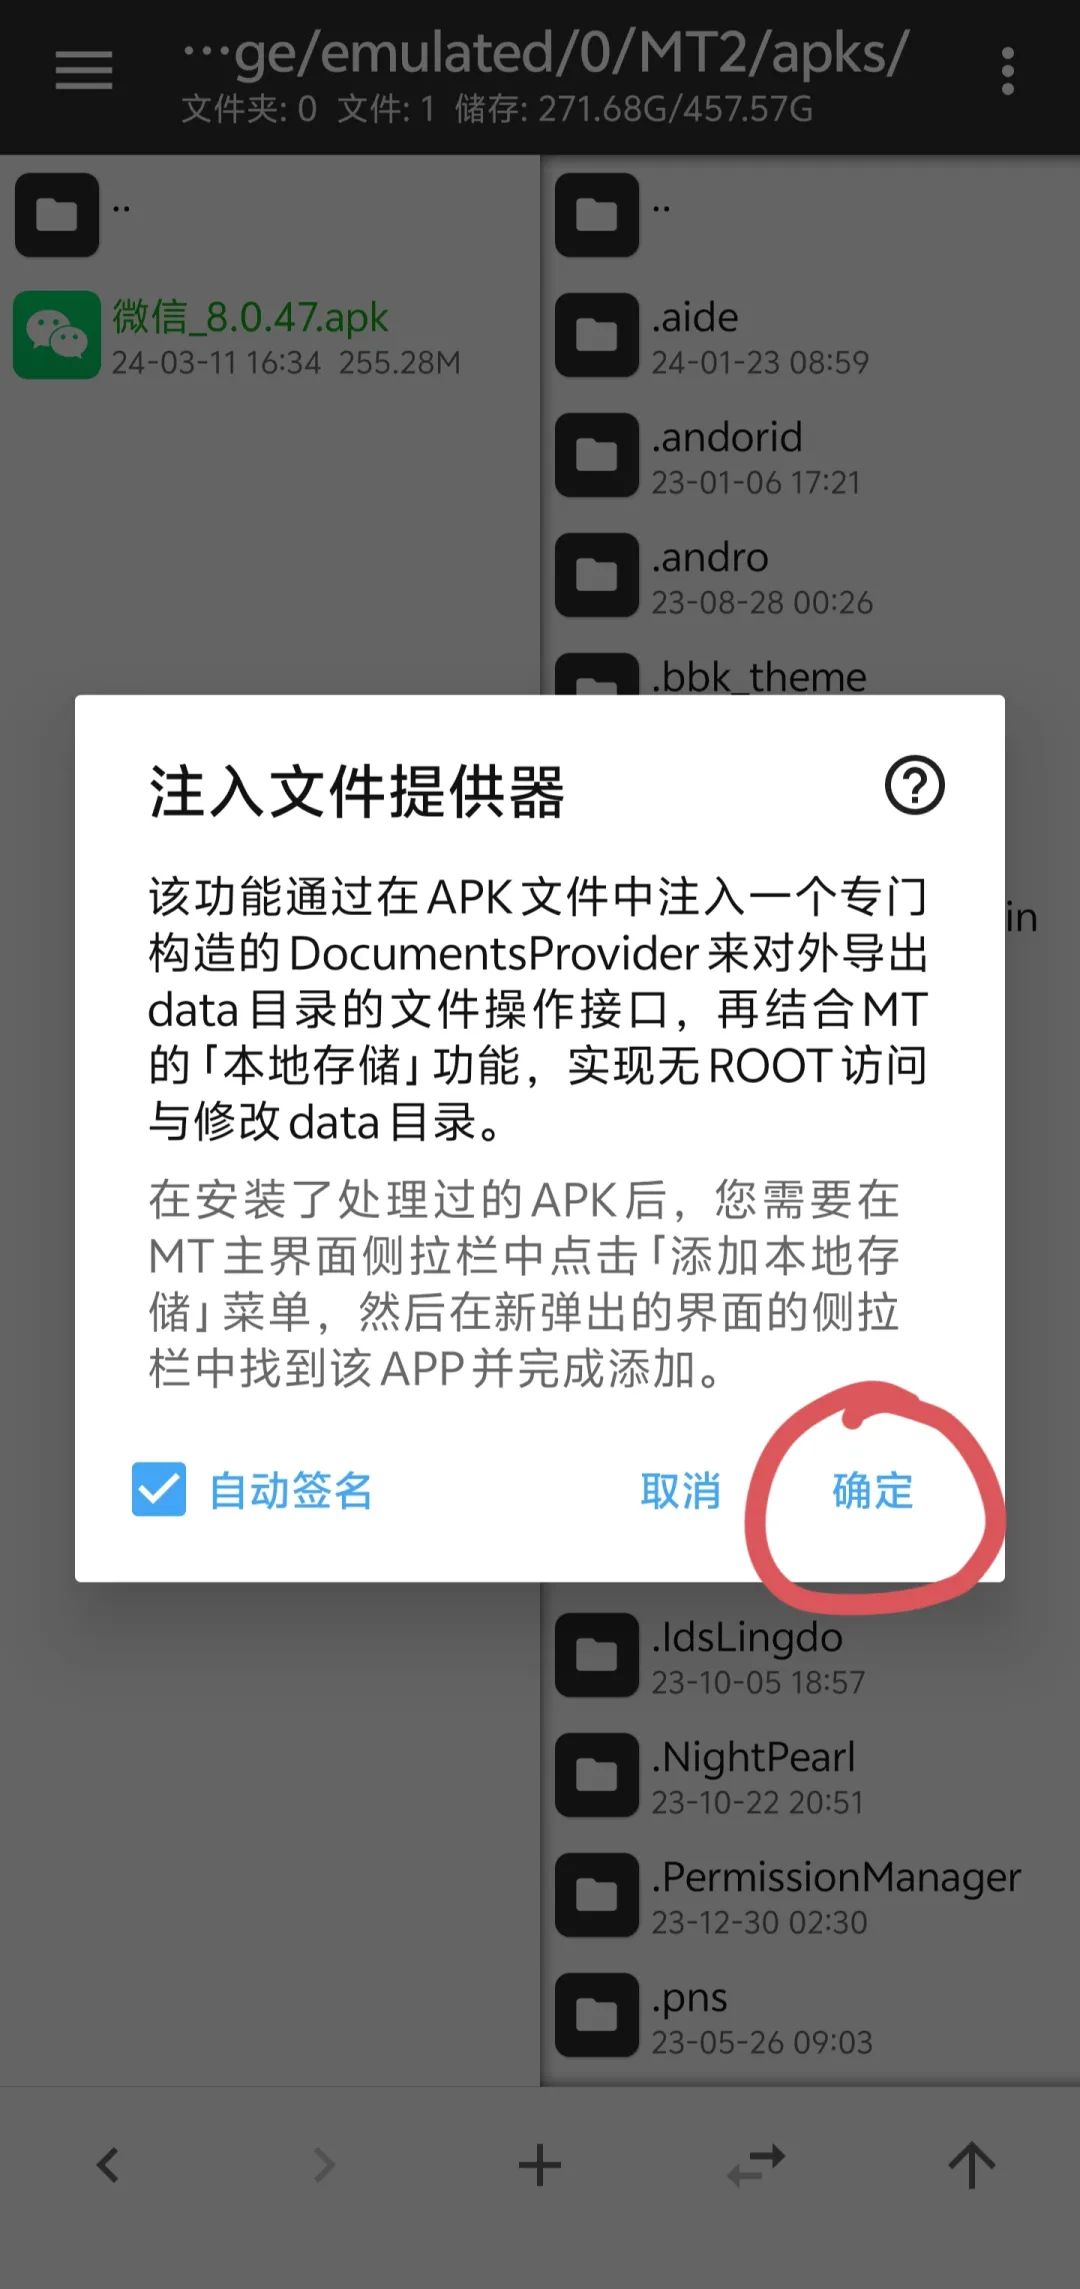 ···ge/emulated/0/MT2/apks/
文件夹: 0 文件: 1 储存: 271.68G/457.57G
..
微信_8.0.47.apk
24-03-11 16:34 255.28M
..
.aide
24-01-23 08:59
.andorid
23-01-06 17:21
.andro
23-08-28 00:26
.bbk_theme
in
注入文件提供器
该功能通过在APK文件中注入一个专门
构造的DocumentsProvider来对外导出
data目录的文件操作接口，再结合MT
的「本地存储」功能，实现无ROOT访问
与修改data目录。
在安装了处理过的APK后，您需要在
MT主界面侧拉栏中点击「添加本地存
储」菜单，然后在新弹出的界面的侧拉
栏中找到该APP并完成添加。
自动签名 取消 确定
.IdsLingdo
23-10-05 18:57
.NightPearl
23-10-22 20:51
.PermissionManager
23-12-30 02:30
.pns
23-05-26 09:03